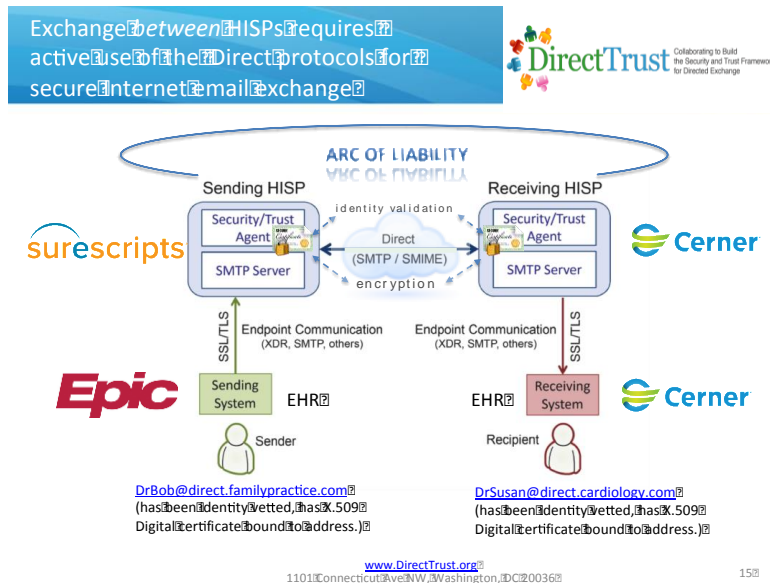 Exchange between HISPs requires
active use of the Direct protocols for
secure Internet email exchange
DirectTrust
Collaborating to Build
the Security and Trust Framewo
for Directed Exchange
ARC OF LIABILITY
Sending HISP
Receiving HISP
identity validation
Security/Trust
Agent
SMTP Server
Direct
(SMTP / SMIME)
encryption
Security/Trust
Agent
SMTP Server
surescripts
Cerner
SSL/TLS
Endpoint Communication
(XDR, SMTP, others)
Endpoint Communication
(XDR, SMTP, others)
SSL/TLS
Epic
Sending
System
EHR
EHR
Receiving
System
Cerner
Sender
Recipient
DrBob@direct.familypractice.com
(has been identity vetted, has X.509
Digital certificate bound to address.)
DrSusan@direct.cardiology.com
(has been identity vetted, has X.509
Digital certificate bound to address.)
www.DirectTrust.org
1101 Connecticut Ave NW, Washington, DC 20036
15